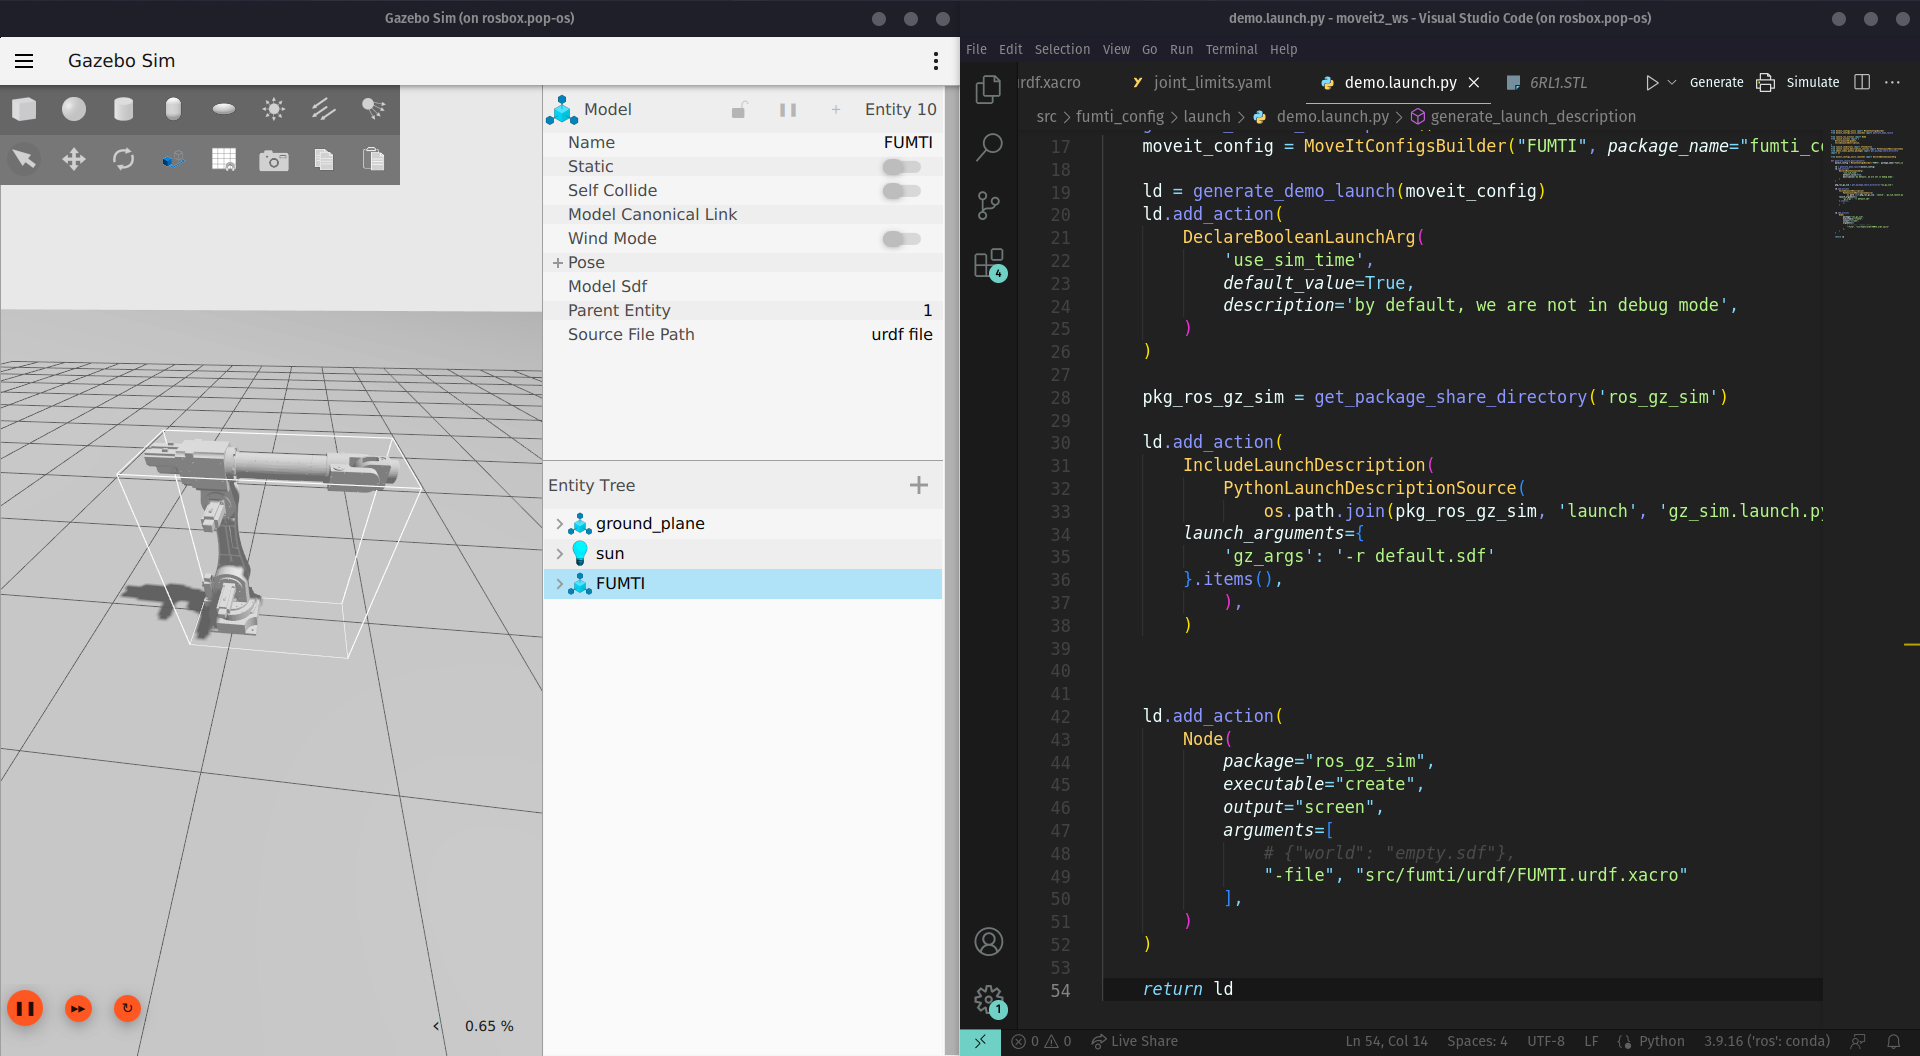 Gazebo Sim (on rosbox.pop-os)
Gazebo Sim
Model
Entity 10
Name
FUMTI
Static
Self Collide
Model Canonical Link
Wind Mode
Pose
Model Sdf
Parent Entity
1
Source File Path
urdf file
Entity Tree
ground_plane
sun
FUMTI
0.65 %
demo.launch.py - moveit2_ws - Visual Studio Code (on rosbox.pop-os)
File Edit Selection View Go Run Terminal Help
urdf.xacro
joint_limits.yaml
demo.launch.py
6RL1.STL
Generate
Simulate
src > fumti_config > launch > demo.launch.py > generate_launch_description
17 moveit_config = MoveItConfigsBuilder("FUMTI", package_name="fumti_c
18
19 ld = generate_demo_launch(moveit_config)
20 ld.add_action(
21 DeclareBooleanLaunchArg(
22 'use_sim_time',
23 default_value=True,
24 description='by default, we are not in debug mode',
25 )
26 )
27
28 pkg_ros_gz_sim = get_package_share_directory('ros_gz_sim')
29
30 ld.add_action(
31 IncludeLaunchDescription(
32 PythonLaunchDescriptionSource(
33 os.path.join(pkg_ros_gz_sim, 'launch', 'gz_sim.launch.py
34 launch_arguments={
35 'gz_args': '-r default.sdf'
36 }.items(),
37 ),
38 )
39
40
41
42 ld.add_action(
43 Node(
44 package="ros_gz_sim",
45 executable="create",
46 output="screen",
47 arguments=[
48 # {"world": "empty.sdf"},
49 "-file", "src/fumti/urdf/FUMTI.urdf.xacro"
50 ],
51 )
52 )
53
54 return ld
4
1
0 0
Live Share
Ln 54, Col 14
Spaces: 4
UTF-8
LF
Python
3.9.16 ('ros': conda)